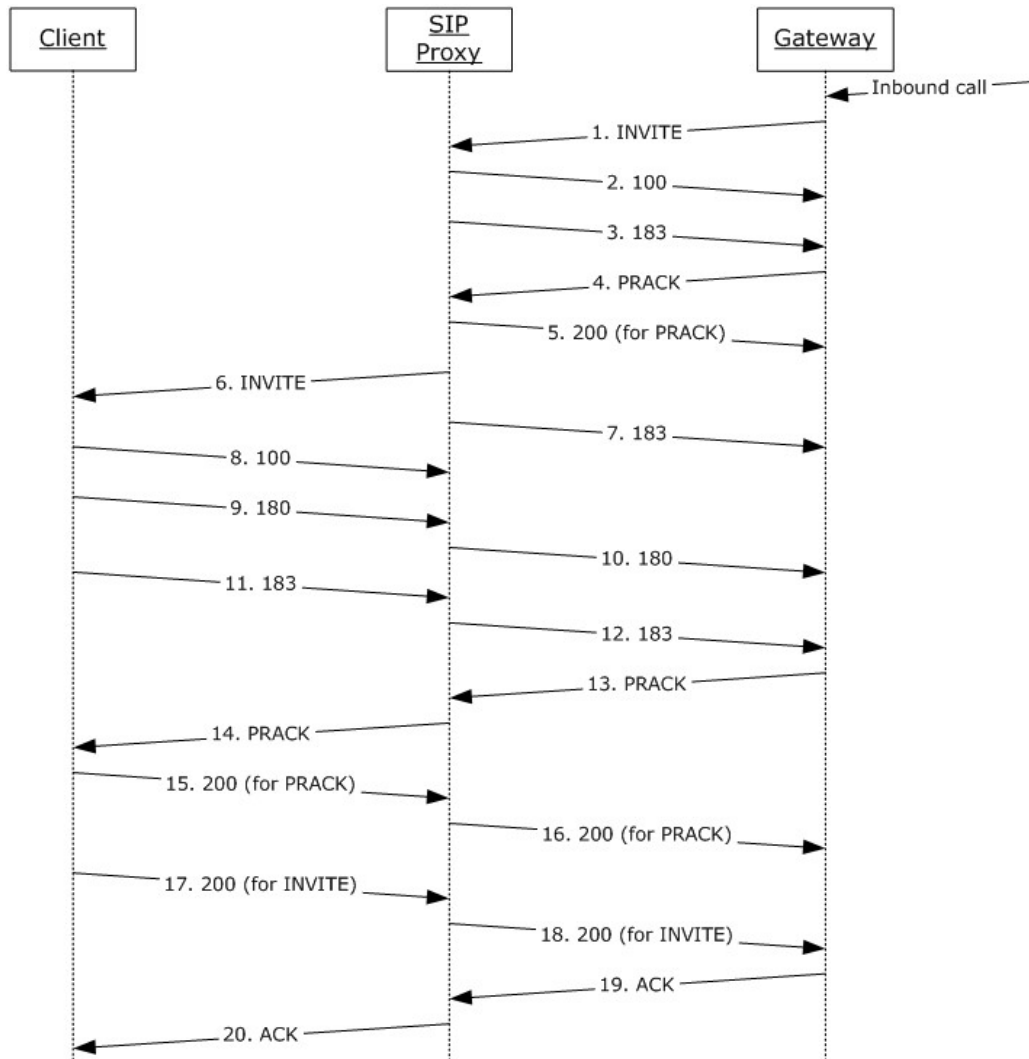 Client
SIP
Proxy
Gateway
Inbound call
1. INVITE
2. 100
3. 183
4. PRACK
5. 200 (for PRACK)
6. INVITE
7. 183
8. 100
9. 180
10. 180
11. 183
12. 183
13. PRACK
14. PRACK
15. 200 (for PRACK)
16. 200 (for PRACK)
17. 200 (for INVITE)
18. 200 (for INVITE)
19. ACK
20. ACK